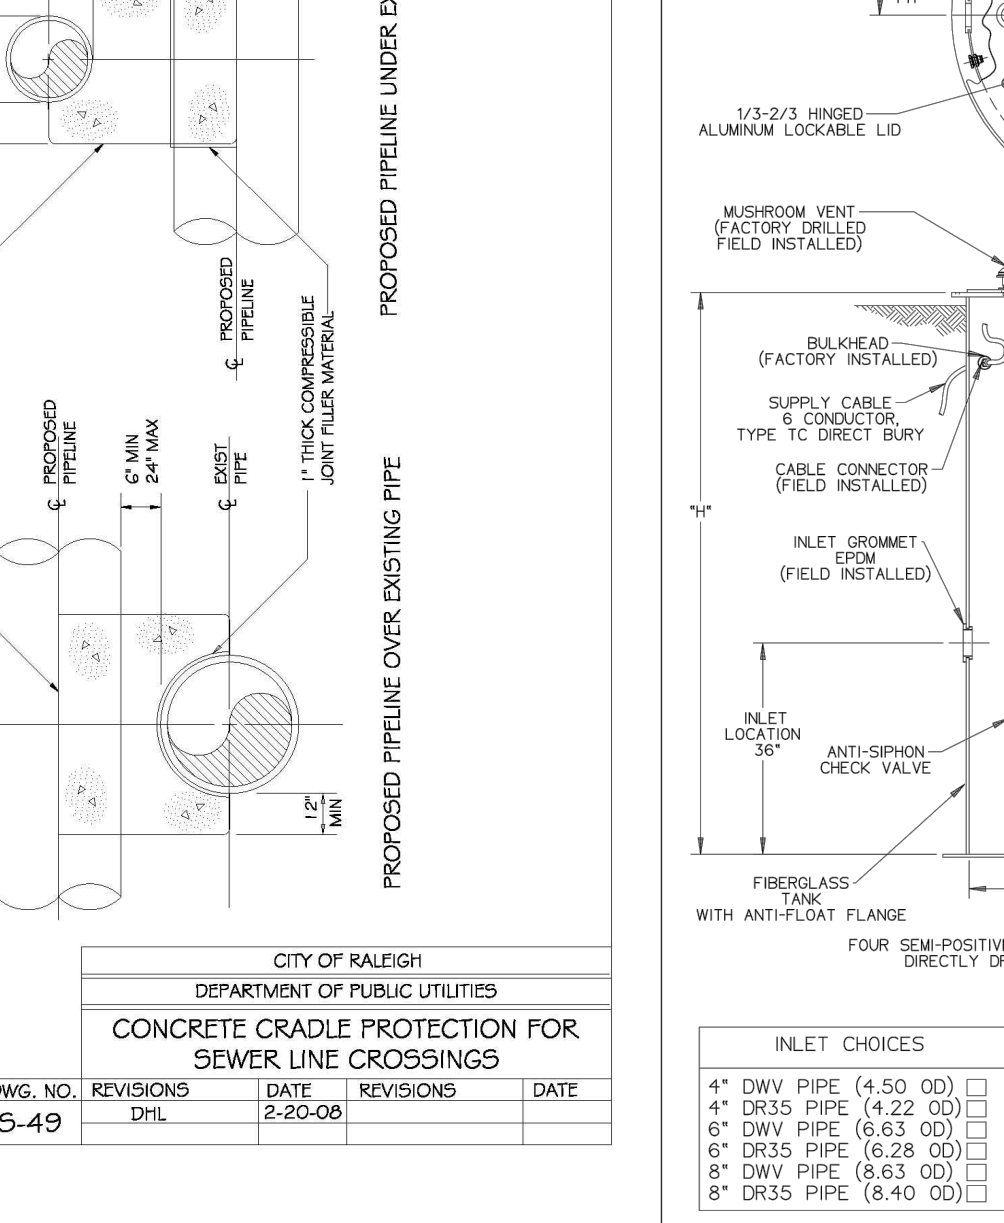 PROPOSED PIPELINE UNDER
PROPOSED
PIPELINE
1" THICK COMPRESSIBLE
JOINT FILLER MATERIAL
PROPOSED
PIPELINE
6" MIN
24" MAX
EXIST
PIPE
12"
MIN
PROPOSED PIPELINE OVER EXISTING PIPE
CITY OF RALEIGH
DEPARTMENT OF PUBLIC UTILITIES
CONCRETE CRADLE PROTECTION FOR
SEWER LINE CROSSINGS
DWG. NO. REVISIONS DATE REVISIONS DATE
S-49 DHL 2-20-08
1/3-2/3 HINGED
ALUMINUM LOCKABLE LID
MUSHROOM VENT
(FACTORY DRILLED
FIELD INSTALLED)
BULKHEAD
(FACTORY INSTALLED)
SUPPLY CABLE
6 CONDUCTOR,
TYPE TC DIRECT BURY
CABLE CONNECTOR
(FIELD INSTALLED)
"H"
INLET GROMMET
EPDM
(FIELD INSTALLED)
INLET
LOCATION
36"
ANTI-SIPHON
CHECK VALVE
FIBERGLASS
TANK
WITH ANTI-FLOAT FLANGE
FOUR SEMI-POSITIVE
DIRECTLY
INLET CHOICES
4" DWV PIPE (4.50 OD)
4" DR35 PIPE (4.22 OD)
6" DWV PIPE (6.63 OD)
6" DR35 PIPE (6.28 OD)
8" DWV PIPE (8.63 OD)
8" DR35 PIPE (8.40 OD)